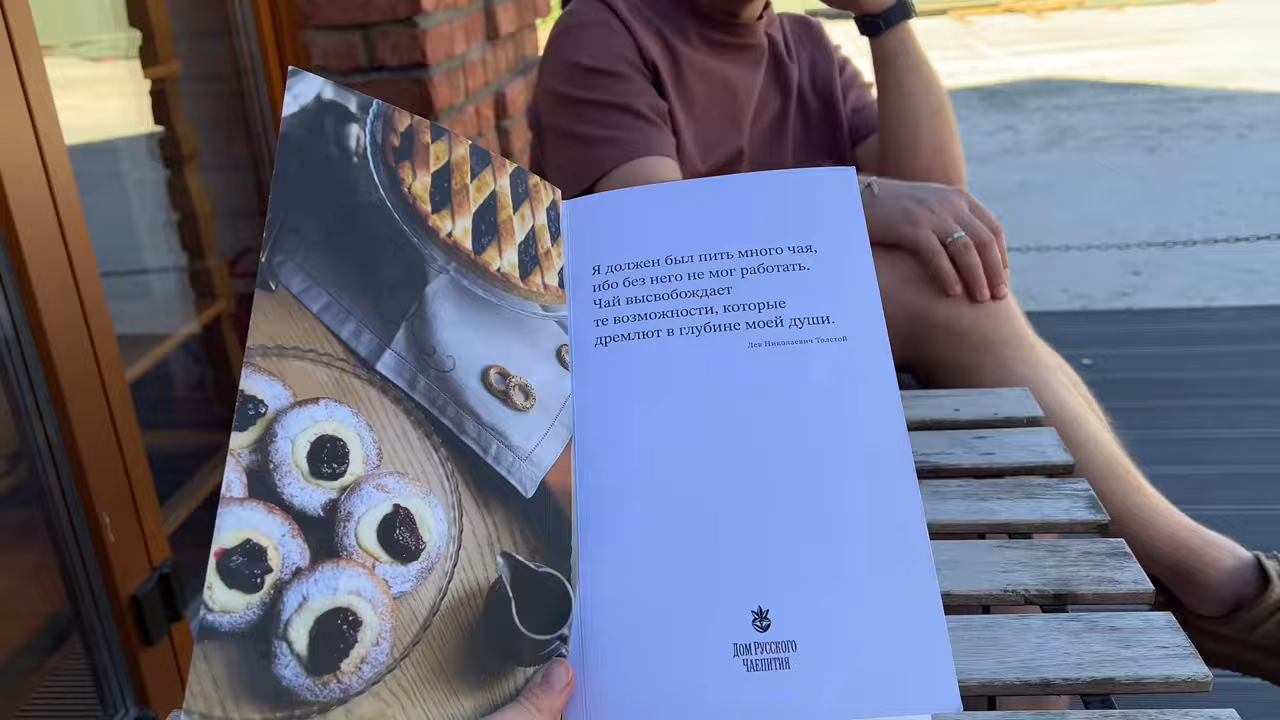 Я должен был пить много чая,
ибо без него не мог работать.
Чай высвобождает
те возможности, которые
дремлют в глубине моей души.
Лев Николаевич Толстой
Дом Русского
Чаепития